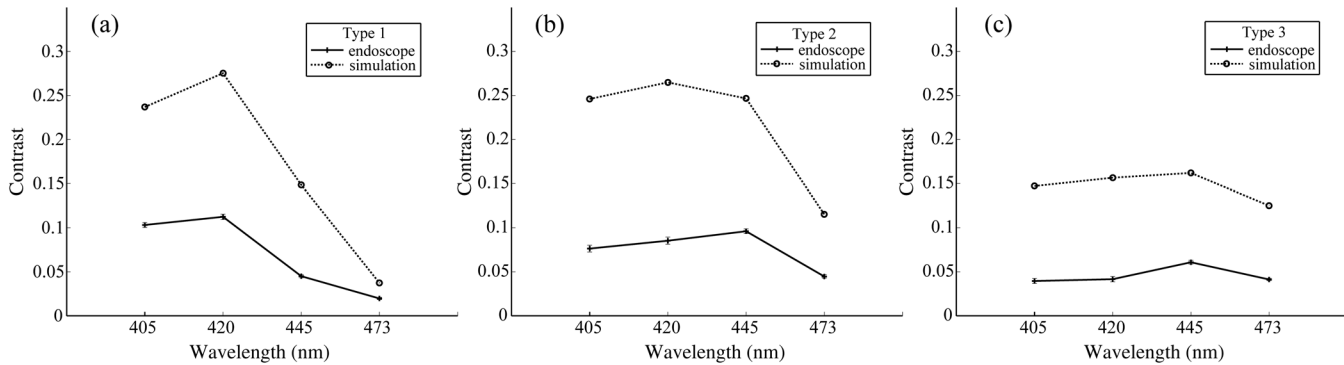 (a)
Type 1
endoscope
simulation
Contrast
0.3
0.25
0.2
0.15
0.1
0.05
0
405 420 445 473
Wavelength (nm)
(b)
Type 2
endoscope
simulation
Contrast
0.3
0.25
0.2
0.15
0.1
0.05
0
405 420 445 473
Wavelength (nm)
(c)
Type 3
endoscope
simulation
Contrast
0.3
0.25
0.2
0.15
0.1
0.05
0
405 420 445 473
Wavelength (nm)